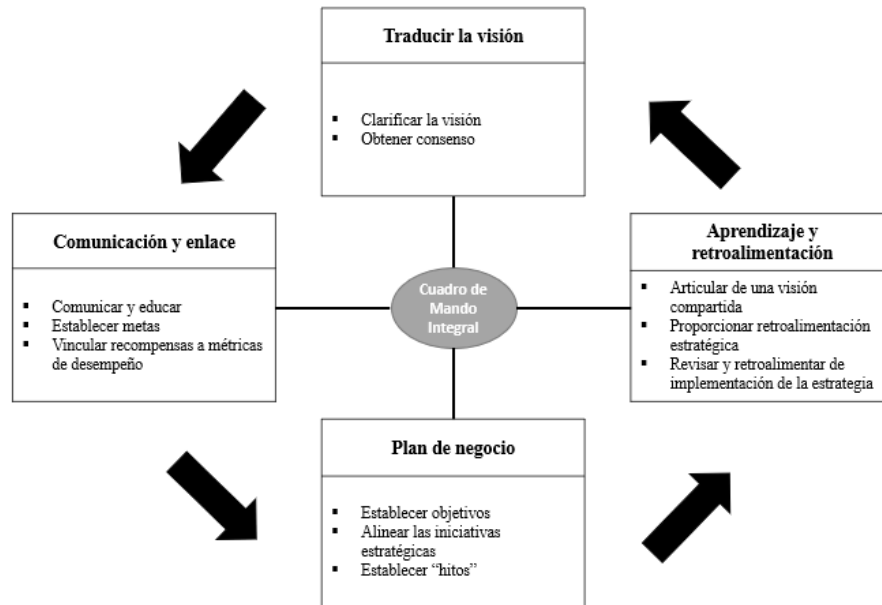 Traducir la visión
▪ Clarificar la visión
▪ Obtener consenso
Comunicación y enlace
▪ Comunicar y educar
▪ Establecer metas
▪ Vincular recompensas a métricas
de desempeño
Cuadro de
Mando
Integral
Aprendizaje y
retroalimentación
▪ Articular de una visión
compartida
▪ Proporcionar retroalimentación
estratégica
▪ Revisar y retroalimentar de
implementación de la estrategia
Plan de negocio
▪ Establecer objetivos
▪ Alinear las iniciativas
estratégicas
▪ Establecer “hitos”